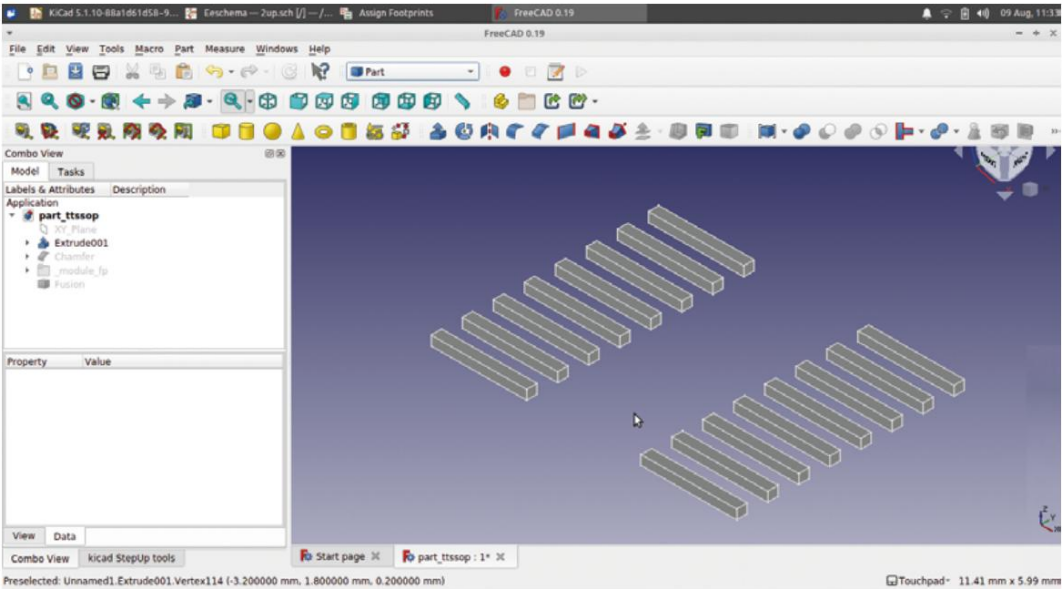 KiCad 5.1.10-88a1d61d58~9... Eeschema — 2up.sch [/] —/... Assign Footprints FreeCAD 0.19 09 Aug, 11:33
FreeCAD 0.19
File Edit View Tools Macro Part Measure Windows Help
Part
Combo View
Model Tasks
Labels & Attributes Description
Application
part_ttssop
XY_Plane
Extrude001
Chamfer
_module_fp
Fusion
Property Value
View Data
Combo View kicad StepUp tools
Start page part_ttssop : 1*
Preselected: Unnamed1.Extrude001.Vertex114 (-3.200000 mm, 1.800000 mm, 0.200000 mm) Touchpad 11.41 mm x 5.99 mm